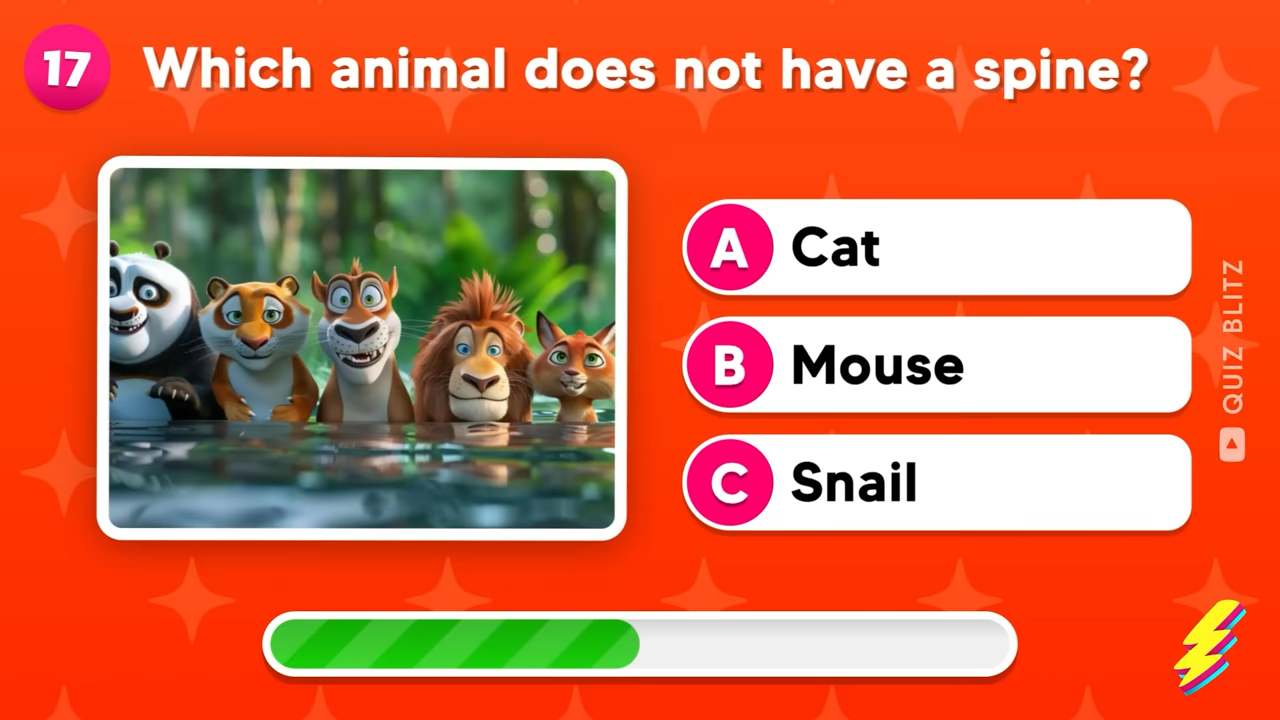 17
Which animal does not have a spine?
A Cat
B Mouse
C Snail
QUIZ BLITZ